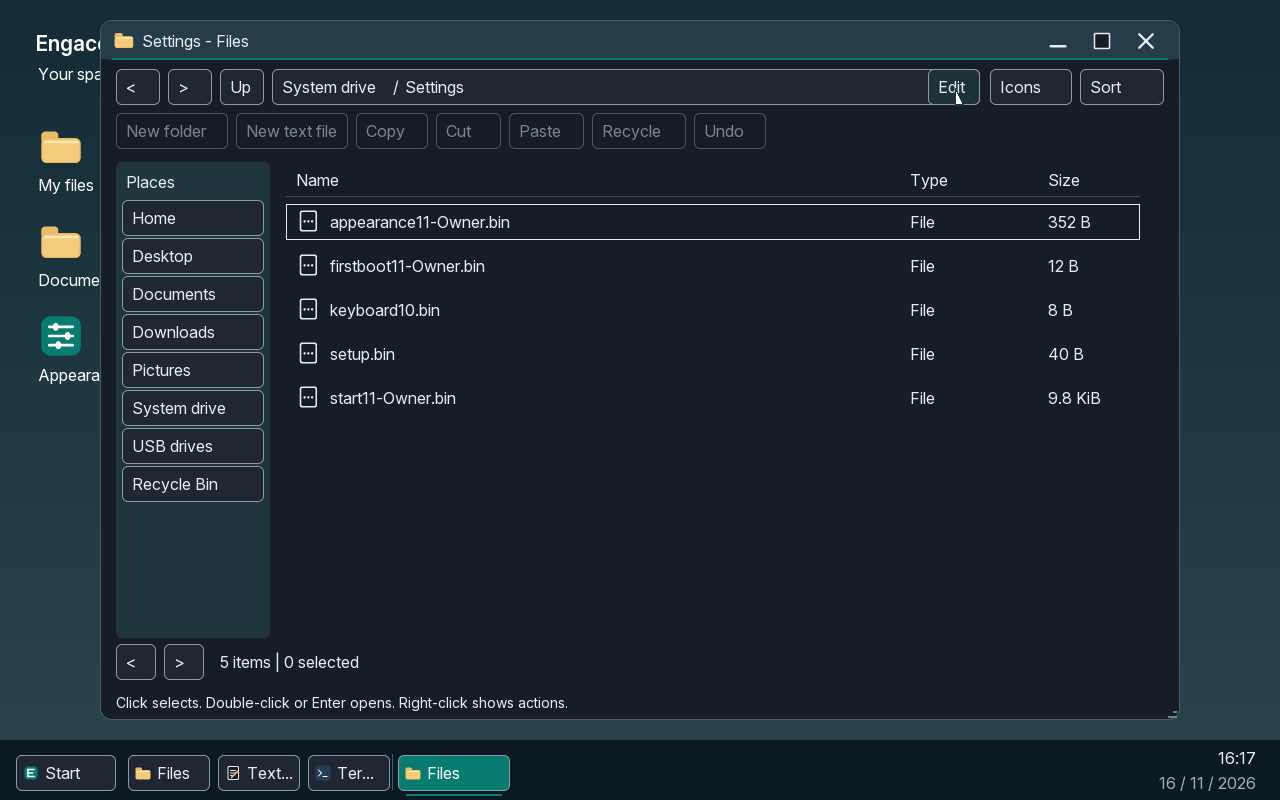 Settings - Files
Engac
Your spa
< > Up System drive / Settings Edit Icons Sort
New folder New text file Copy Cut Paste Recycle Undo
My files
Docume
Appeara
Places
Home
Desktop
Documents
Downloads
Pictures
System drive
USB drives
Recycle Bin
Name Type Size
appearance11-Owner.bin File 352 B
firstboot11-Owner.bin File 12 B
keyboard10.bin File 8 B
setup.bin File 40 B
start11-Owner.bin File 9.8 KiB
< > 5 items | 0 selected
Click selects. Double-click or Enter opens. Right-click shows actions.
E Start Files Text... Ter... Files
16:17
16 / 11 / 2026